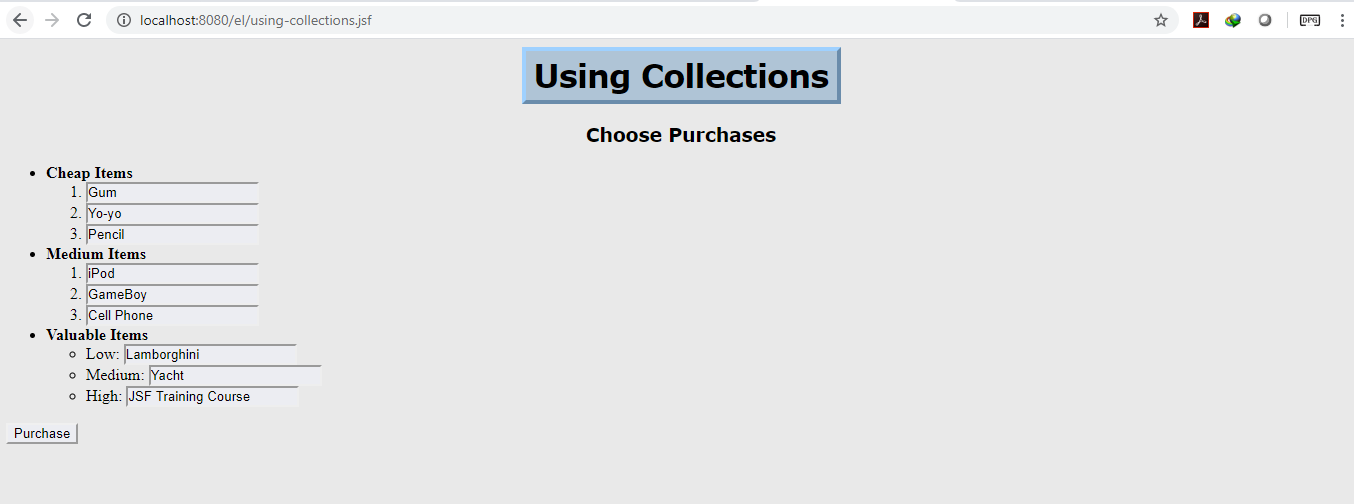 localhost:8080/el/using-collections.jsf
DPG
Using Collections
Choose Purchases
• Cheap Items
1. Gum
2. Yo-yo
3. Pencil
• Medium Items
1. iPod
2. GameBoy
3. Cell Phone
• Valuable Items
○ Low: Lamborghini
○ Medium: Yacht
○ High: JSF Training Course
Purchase